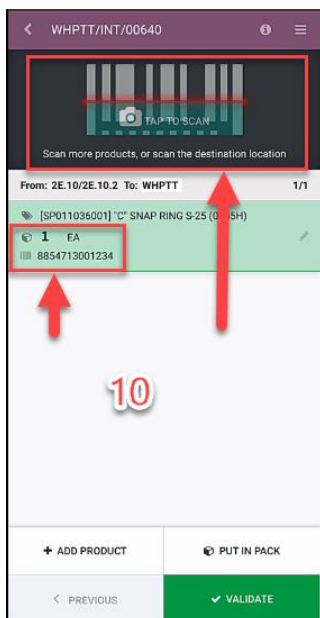 WHPTT/INT/00640
TAP TO SCAN
Scan more products, or scan the destination location
From: 2E.10/2E.10.2 To: WHPTT 1/1
[SP011036001] "C" SNAP RING S-25 (
1 EA
8854713001234
10
+ ADD PRODUCT PUT IN PACK
< PREVIOUS VALIDATE